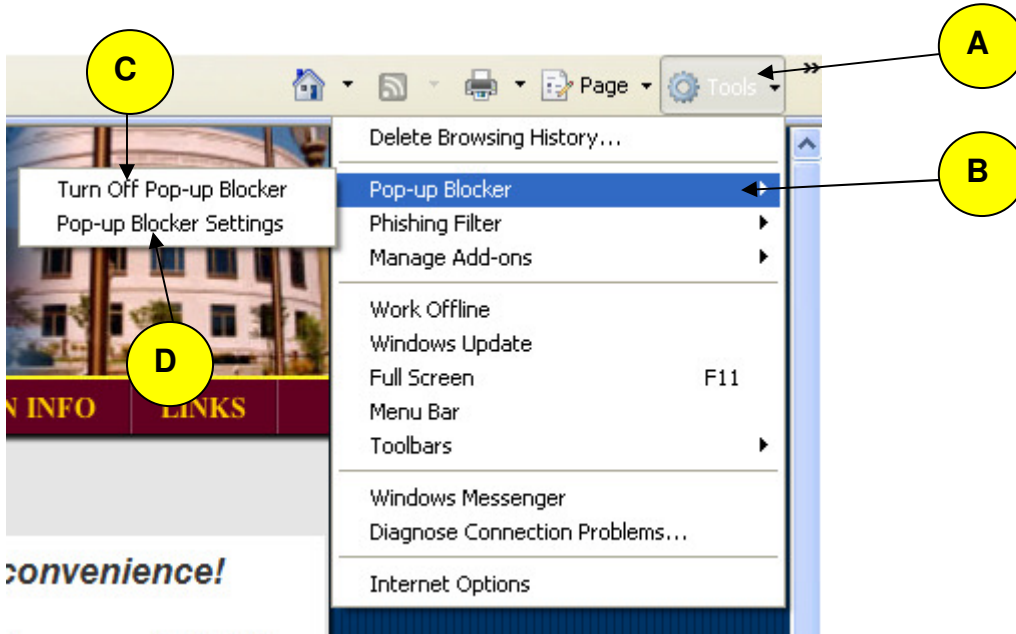 A
C
Page
Tools
»
Delete Browsing History...
B
Turn Off Pop-up Blocker
Pop-up Blocker
Pop-up Blocker Settings
Phishing Filter
Manage Add-ons
Work Offline
Windows Update
D
Full Screen F11
N INFO LINKS
Menu Bar
Toolbars
Windows Messenger
Diagnose Connection Problems...
convenience!
Internet Options